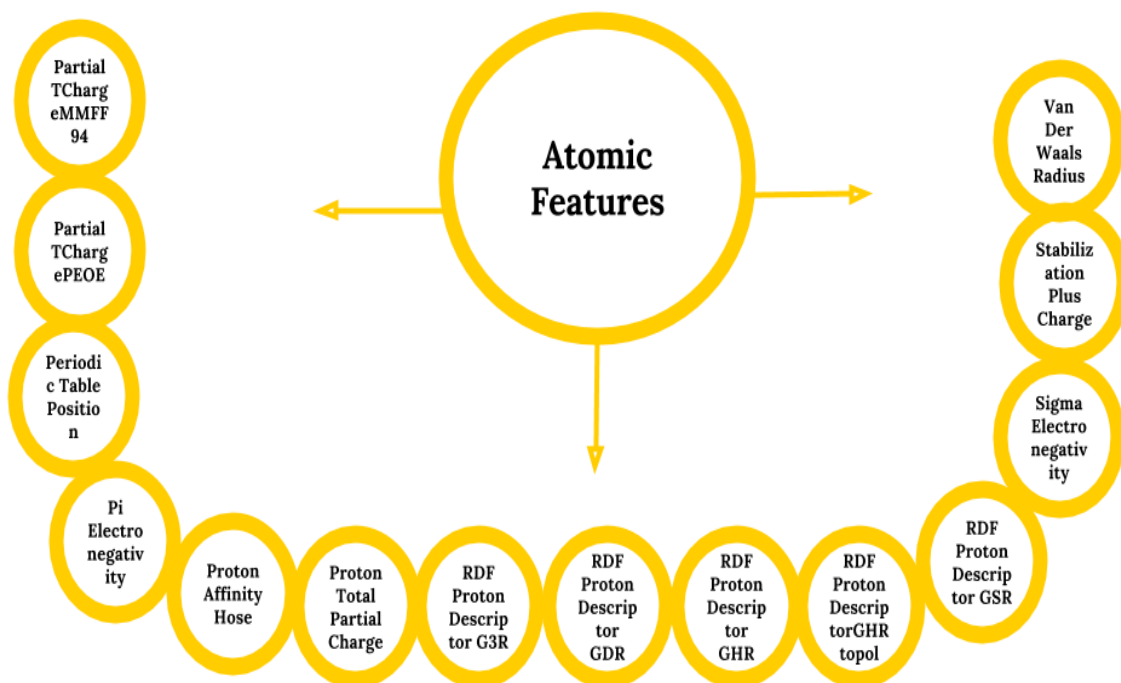 Atomic
Features
Partial
TCharg
eMMFF
94
Partial
TCharg
ePEOE
Periodi
c Table
Positio
n
Pi
Electro
negativ
ity
Proton
Affinity
Hose
Proton
Total
Partial
Charge
RDF
Proton
Descrip
tor G3R
RDF
Proton
Descrip
tor
GDR
RDF
Proton
Descrip
tor
GHR
RDF
Proton
Descrip
torGHR
topol
RDF
Proton
Descrip
tor GSR
Sigma
Electro
negativ
ity
Stabiliz
ation
Plus
Charge
Van
Der
Waals
Radius